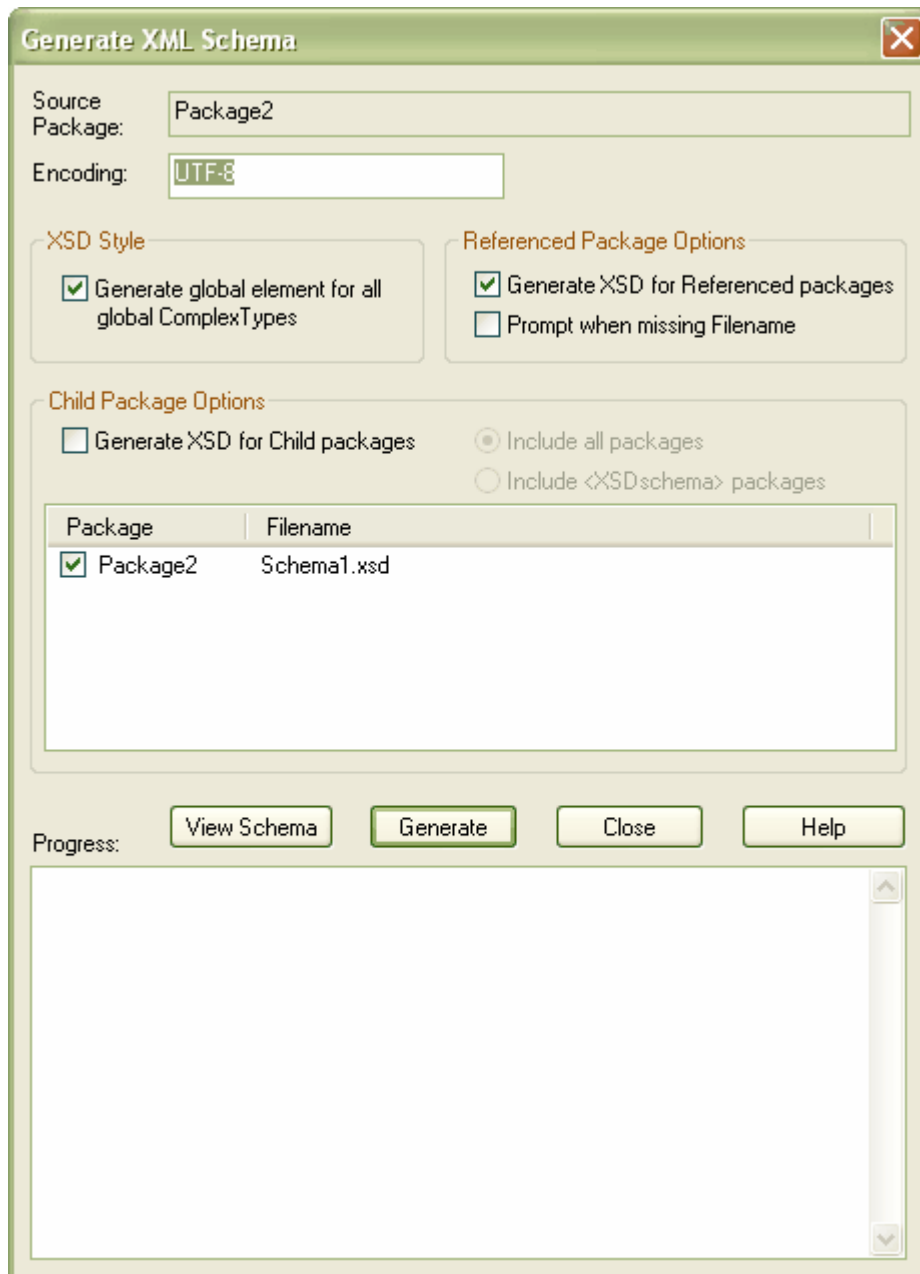 Generate XML Schema
Source
Package:
Package2
Encoding:
UTF-8
XSD Style
Generate global element for all
global ComplexTypes
Referenced Package Options
Generate XSD for Referenced packages
Prompt when missing Filename
Child Package Options
Generate XSD for Child packages
Include all packages
Include <XSDschema> packages
Package Filename
Package2 Schema1.xsd
Progress:
View Schema
Generate
Close
Help